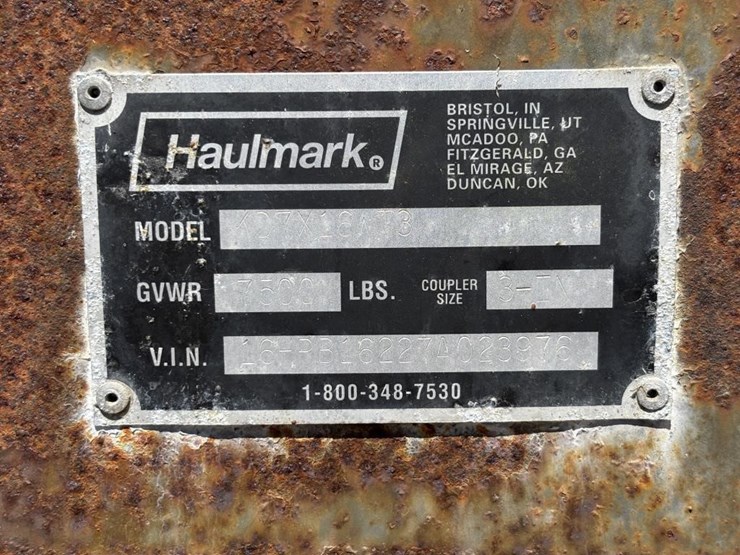 Haulmark®
BRISTOL, IN
SPRINGVILLE, UT
MCADOO, PA
FITZGERALD, GA
EL MIRAGE, AZ
DUNCAN, OK
MODEL
GVWR 7500 LBS. COUPLER SIZE
V.I.N.
1-800-348-7530